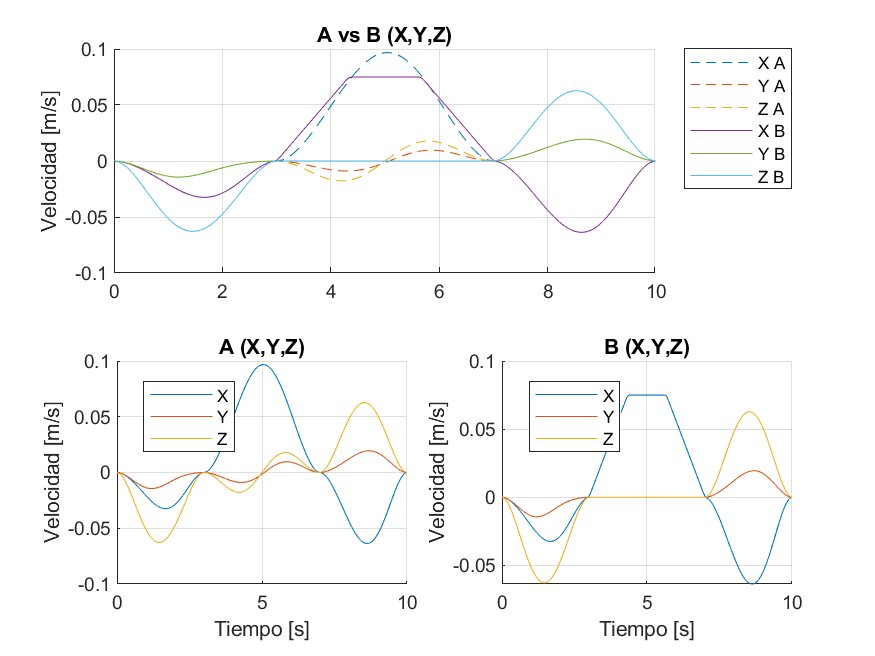 A vs B (X,Y,Z)
Velocidad [m/s]
0.1
0.05
0
-0.05
-0.1
0
2
4
6
8
10
X A
Y A
Z A
X B
Y B
Z B
A (X,Y,Z)
Velocidad [m/s]
0.1
0.05
0
-0.05
-0.1
0
5
10
Tiempo [s]
X
Y
Z
B (X,Y,Z)
Velocidad [m/s]
0.1
0.05
0
-0.05
0
5
10
Tiempo [s]
X
Y
Z